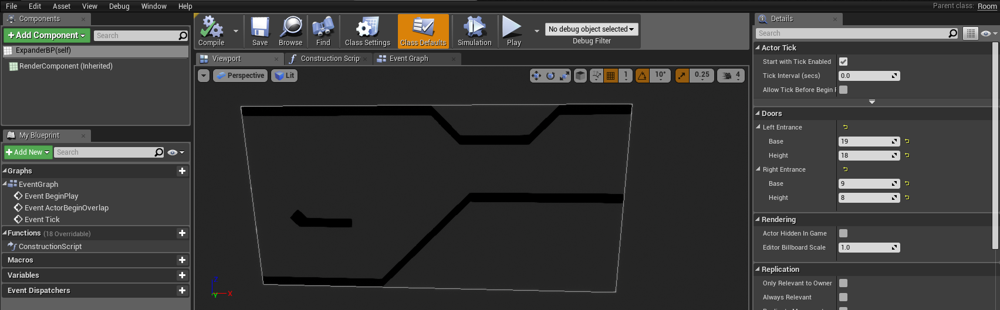 File Edit Asset View Debug Window Help
Parent class: Room
Components
+ Add Component
Search
ExpanderBP(self)
RenderComponent (Inherited)
My Blueprint
+ Add New
Search
Graphs
EventGraph
Event BeginPlay
Event ActorBeginOverlap
Event Tick
Functions (18 Overridable)
ConstructionScript
Macros
Variables
Event Dispatchers
Compile Save Browse Find Class Settings Class Defaults Simulation Play
No debug object selected
Debug Filter
Viewport Construction Scrip Event Graph
Perspective Lit 1 10° 0.25 4
Z
Y X
Details
Search
Actor Tick
Start with Tick Enabled
Tick Interval (secs) 0.0
Allow Tick Before Begin
Doors
Left Entrance
Base 19
Height 18
Right Entrance
Base 9
Height 8
Rendering
Actor Hidden In Game
Editor Billboard Scale 1.0
Replication
Only Relevant to Owner
Always Relevant